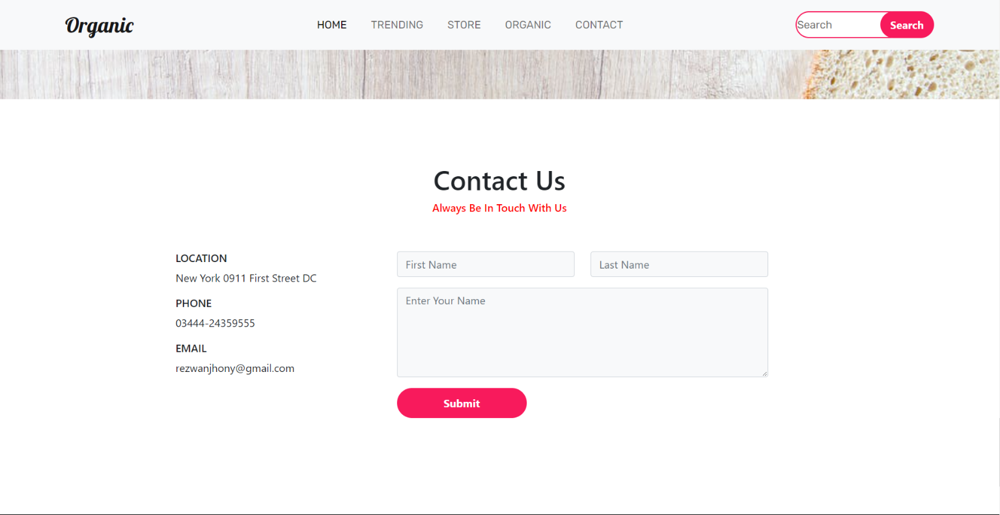 Organic
HOME TRENDING STORE ORGANIC CONTACT
Search Search
Contact Us
Always Be In Touch With Us
LOCATION
New York 0911 First Street DC
PHONE
03444-24359555
EMAIL
rezwanjhony@gmail.com
First Name Last Name
Enter Your Name
Submit